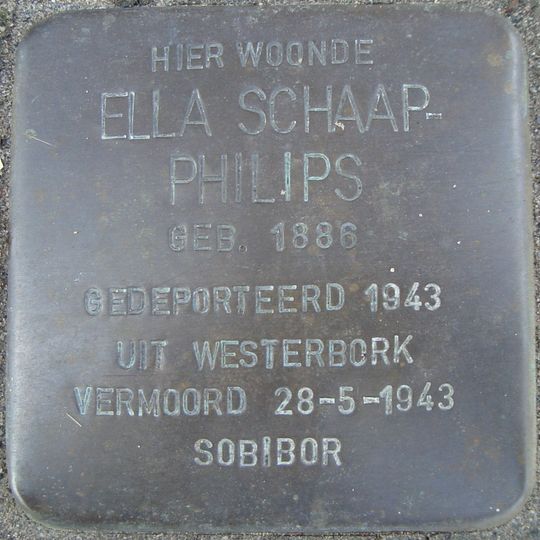 HIER WOONDE
ELLA SCHAAP-
PHILIPS
GEB. 1886
GEDEPORTEERD 1943
UIT WESTERBORK
VERMOORD 28-5-1943
SOBIBOR